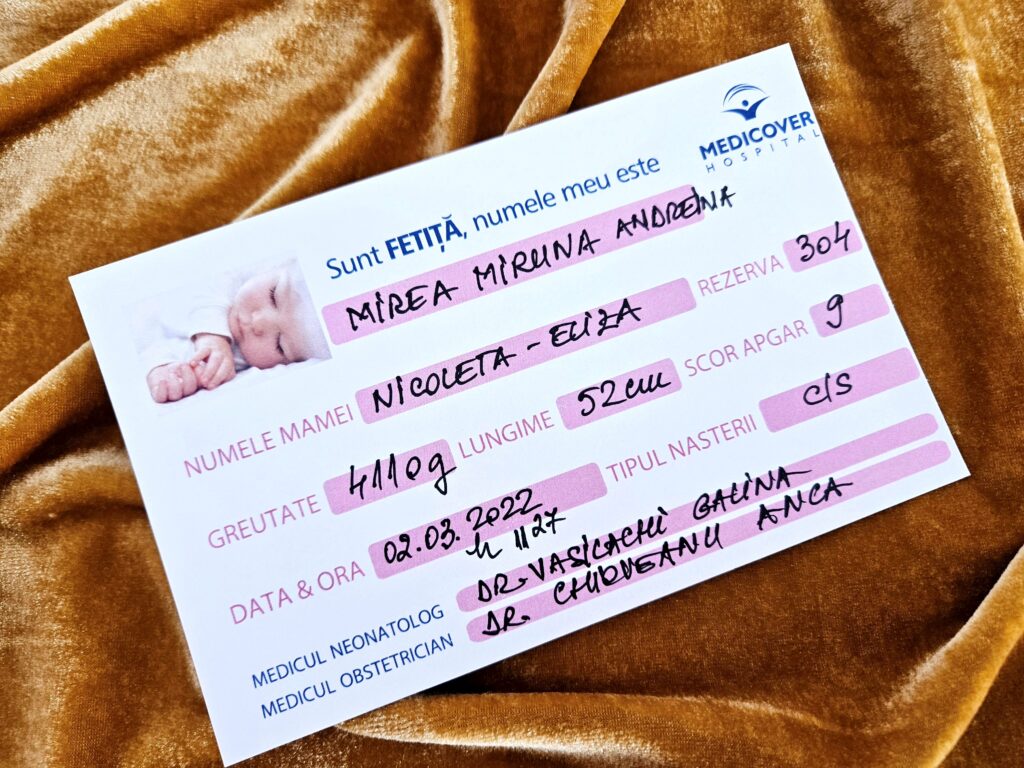 MEDICOVER
HOSPITAL
Sunt FETIȚĂ, numele meu este
MIREA MIRUNA ANDREINA
NUMELE MAMEI NICOLETA - ELIZA REZERVA 304
GREUTATE 4110g LUNGIME 52cm SCOR APGAR 9
DATA & ORA 02.03.2022 TIPUL NASTERII CIS
h 11 27
MEDICUL NEONATOLOG DR. VASILACHI GALINA
MEDICUL OBSTETRICIAN DR. ANCA